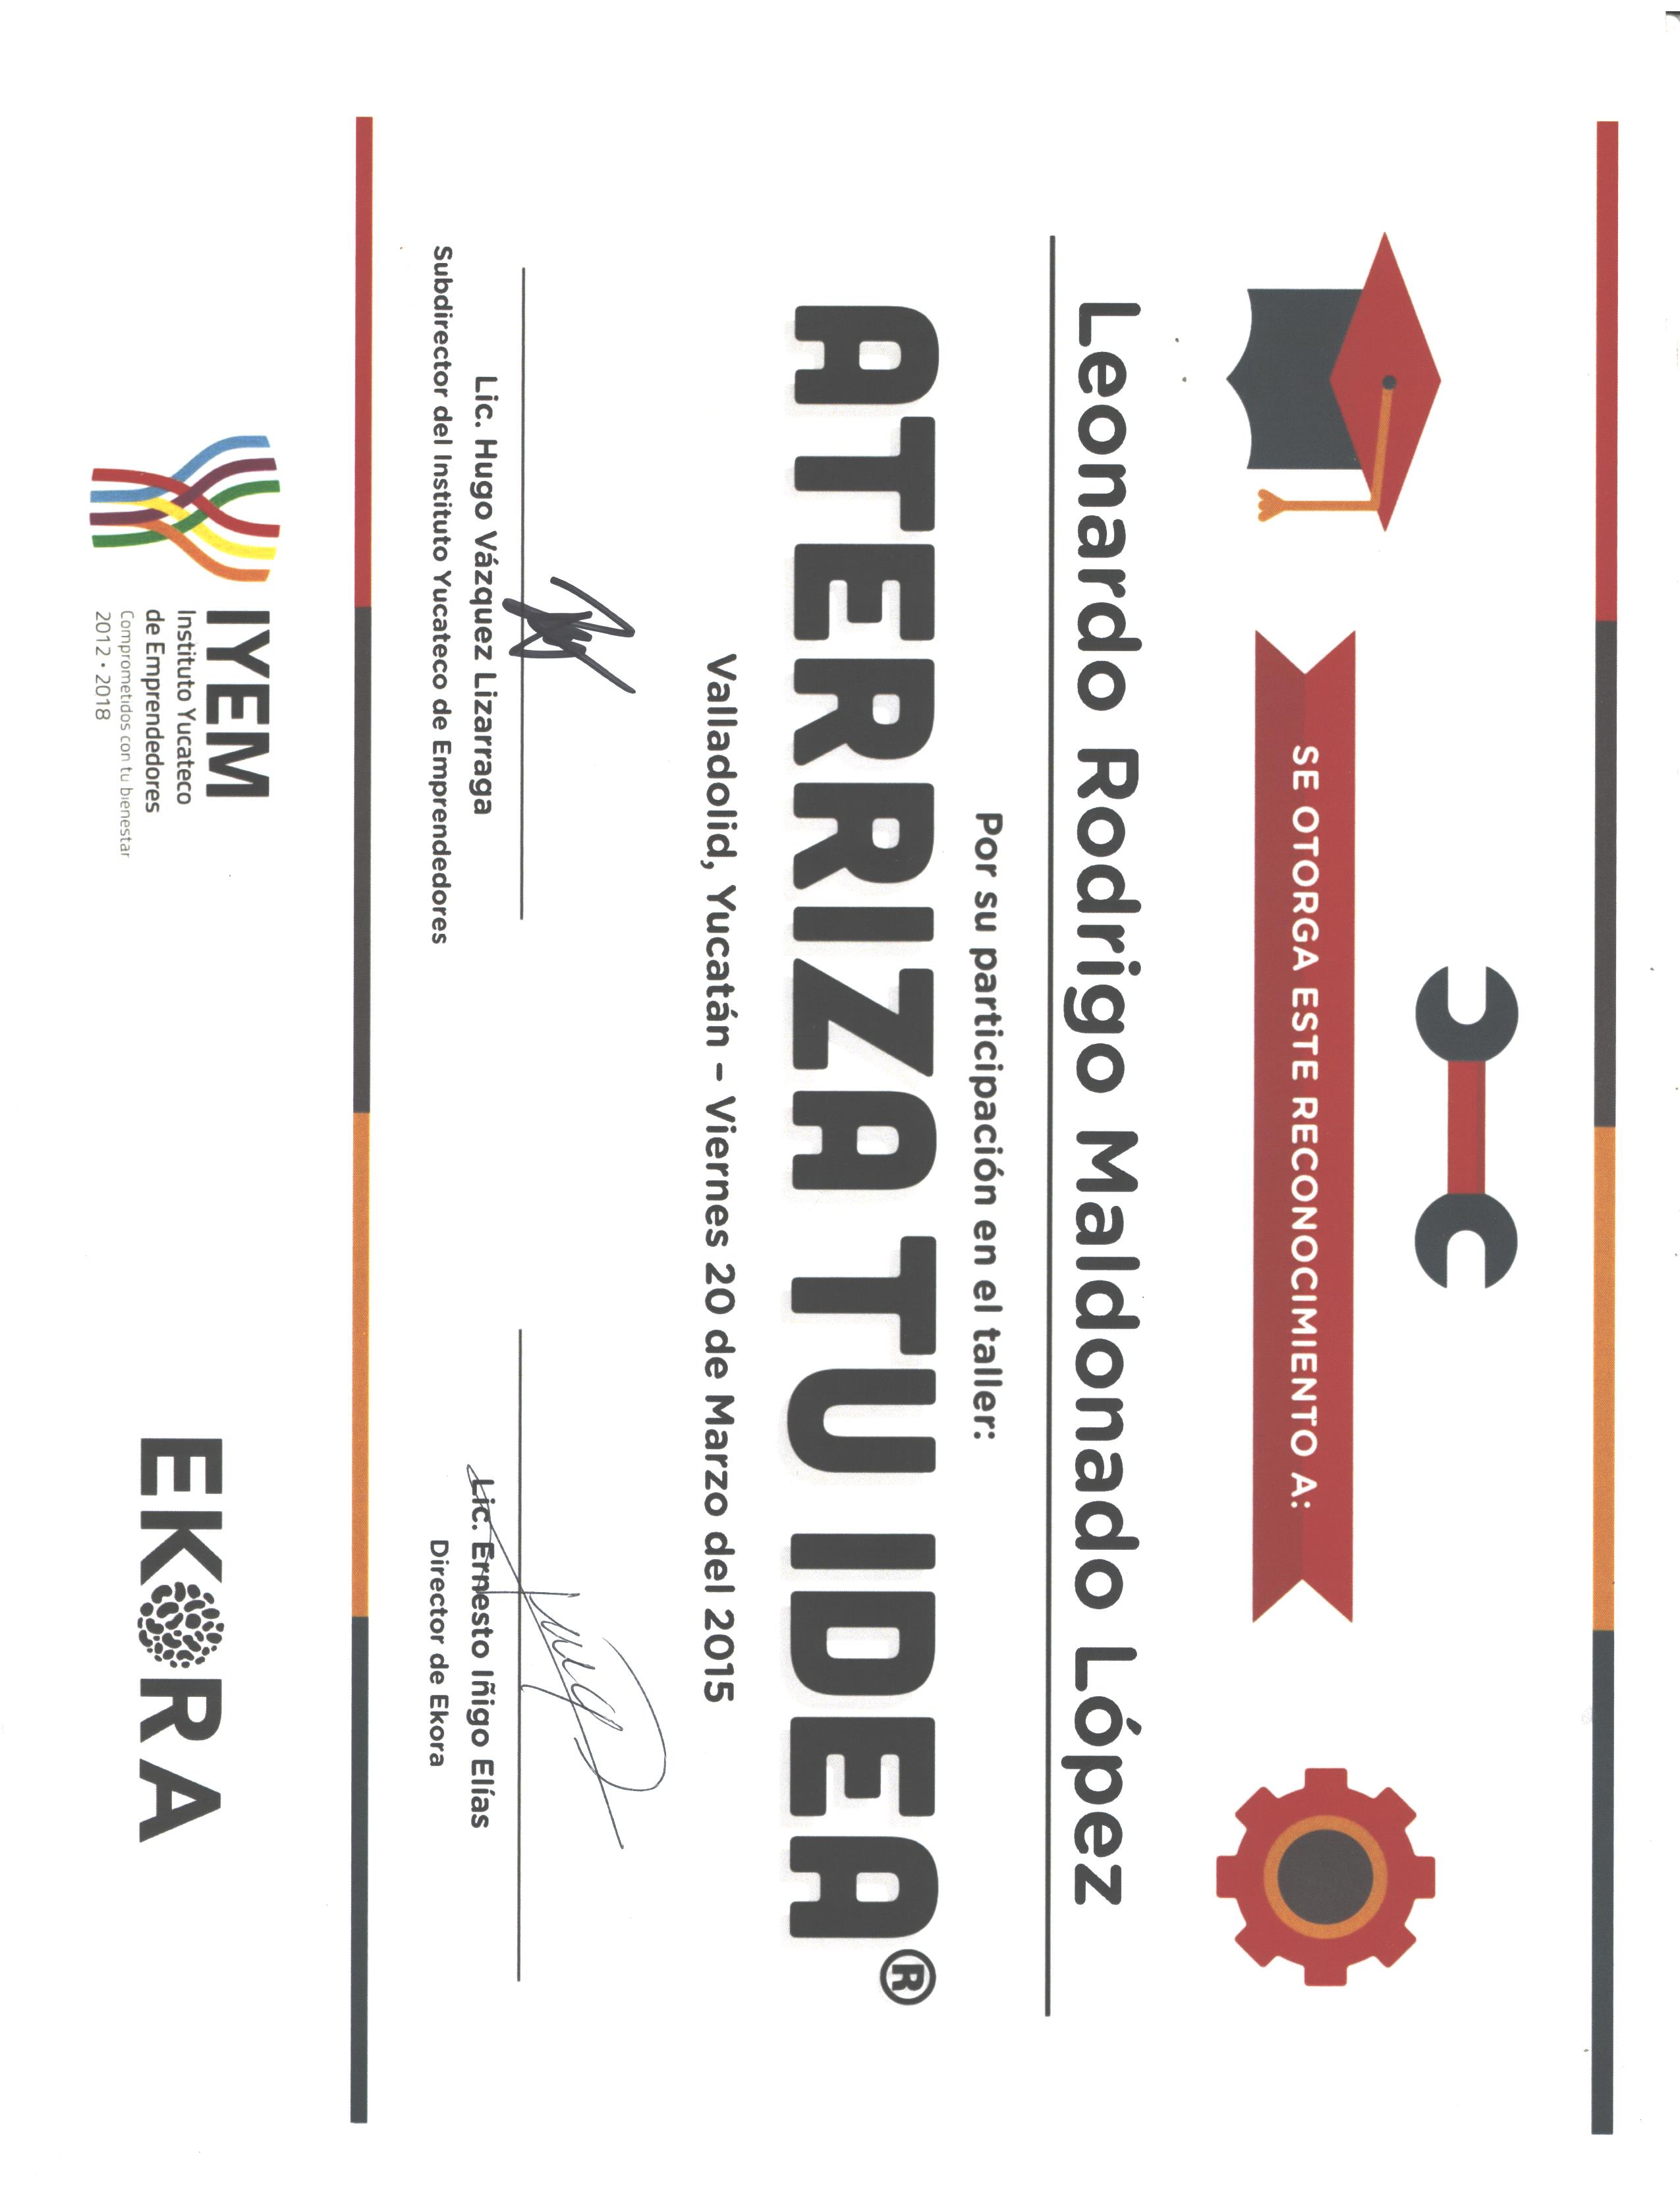 SE OTORGA ESTE RECONOCIMIENTO A:
Leonardo Rodrigo Maldonado López
Por su participación en el taller:
ATERRIZA TU IDEA®
Valladolid, Yucatán – Viernes 20 de Marzo del 2015
Lic. Hugo Vázquez Lizarraga
Subdirector del Instituto Yucateco de Emprendedores
Lic. Ernesto Iñigo Elías
Director de Ekora
IYEM
Instituto Yucateco
de Emprendedores
Comprometidos con tu bienestar
2012 • 2018
EKORA